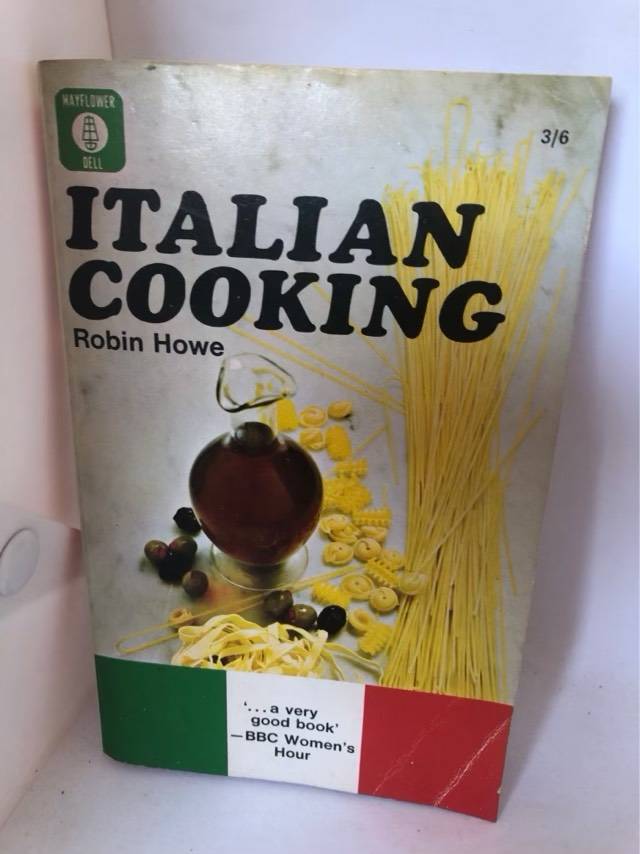 MAYFLOWER
DELL
3/6
ITALIAN
COOKING
Robin Howe
‘...a very
good book’
—BBC Women's
Hour